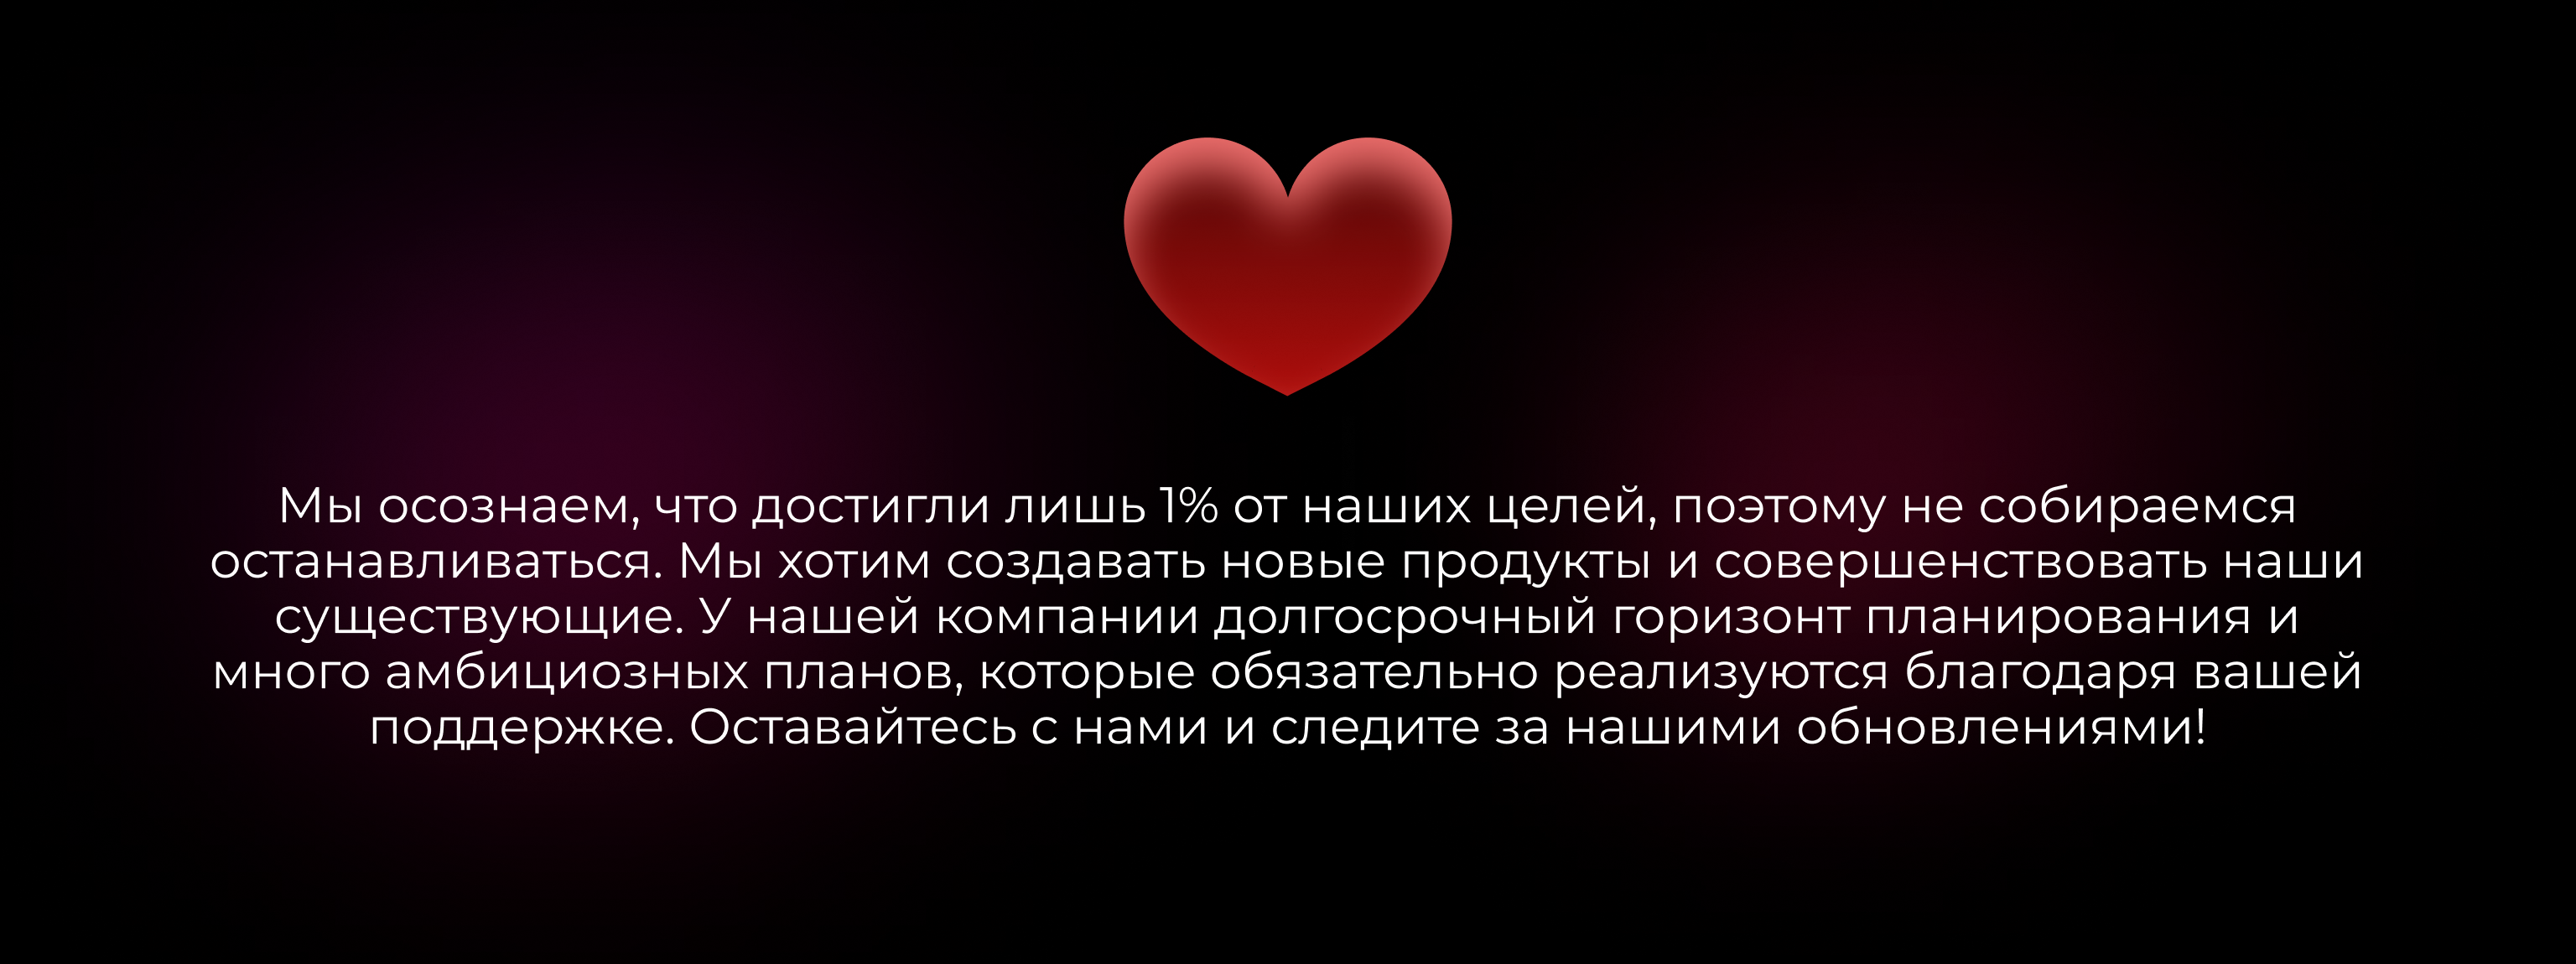 Мы осознаем, что достигли лишь 1% от наших целей, поэтому не собираемся
останавливаться. Мы хотим создавать новые продукты и совершенствовать наши
существующие. У нашей компании долгосрочный горизонт планирования и
много амбициозных планов, которые обязательно реализуются благодаря вашей
поддержке. Оставайтесь с нами и следите за нашими обновлениями!